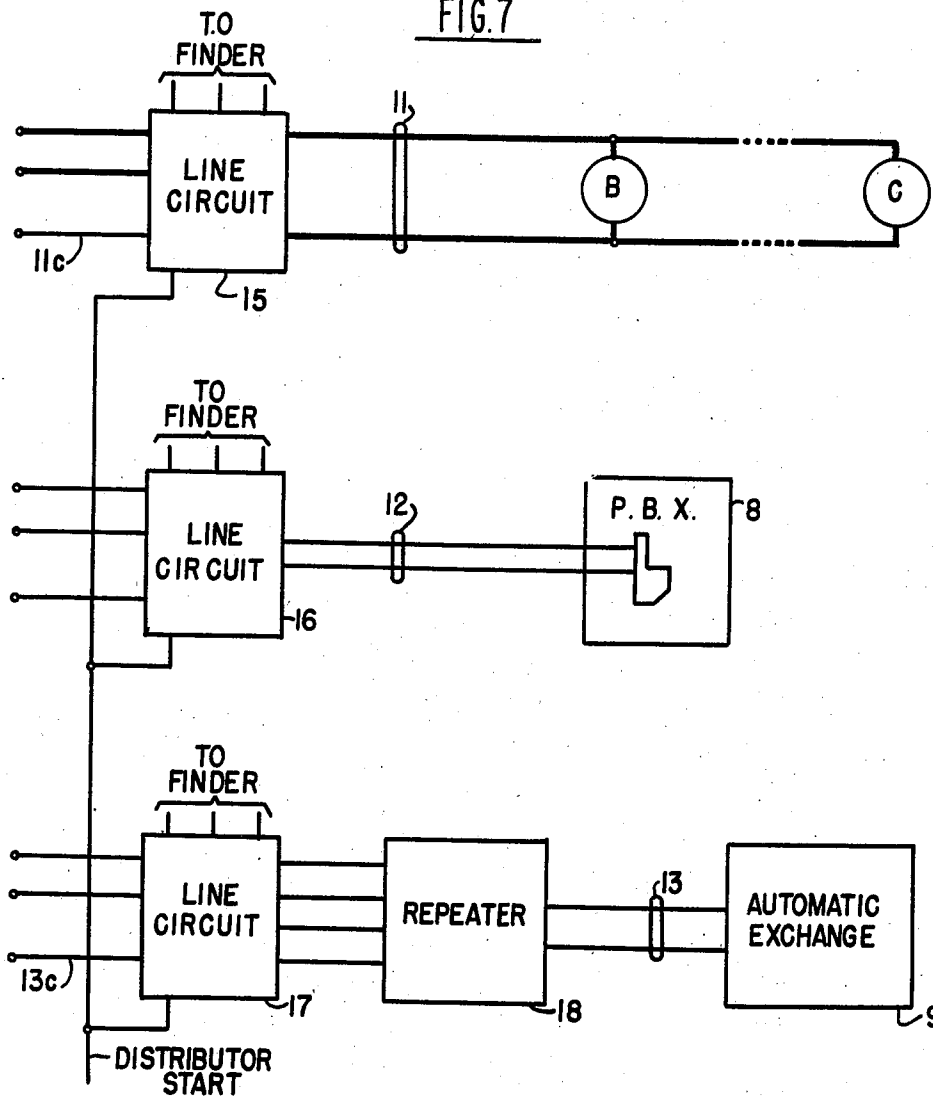 FIG.7
TO
FINDER
11
LINE
CIRCUIT
B
C
11c
15
TO
FINDER
12
P. B. X.
8
LINE
CIRCUIT
16
TO
FINDER
13
LINE
CIRCUIT
REPEATER
AUTOMATIC
EXCHANGE
13c
17
18
9
DISTRIBUTOR
START